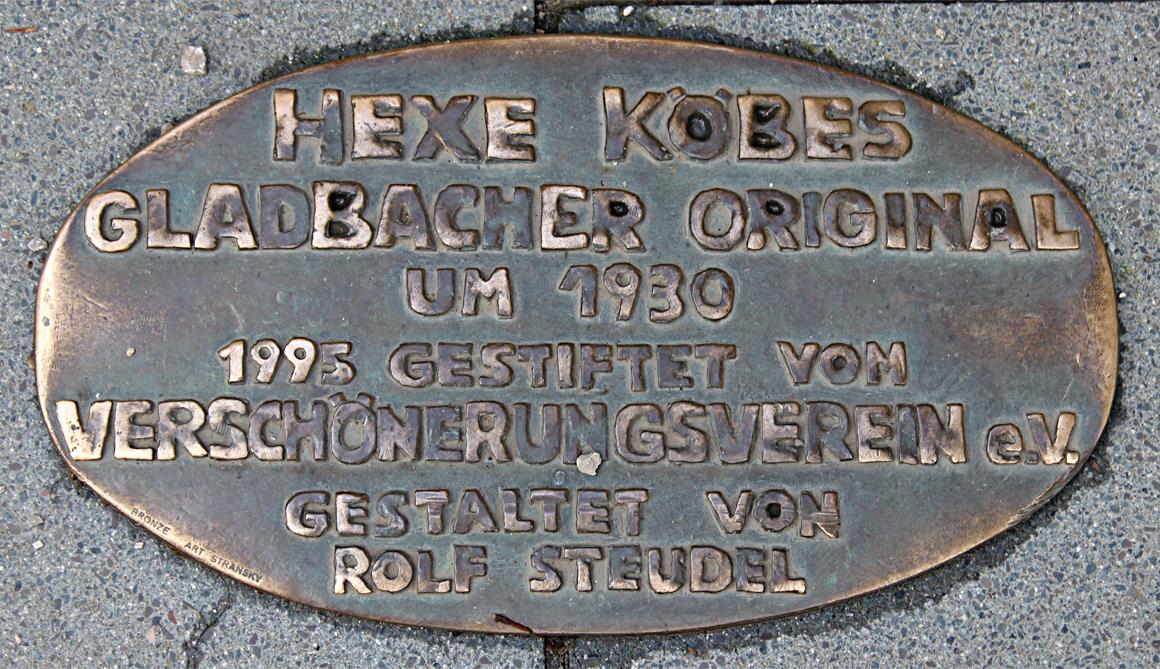 HEXE KÖBES
GLADBACHER ORIGINAL
UM 1930
1995 GESTIFTET VOM
VERSCHÖNERUNGSVEREIN e.V.
GESTALTET VON
ROLF STEUDEL
BRONZE ART STRANSKY